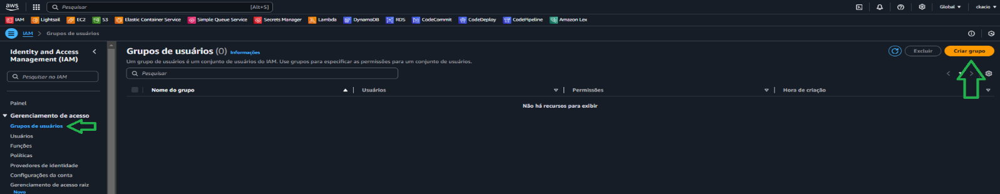 aws Pesquisar [Alt+S] Global ckacio
IAM Lightsail EC2 S3 Elastic Container Service Simple Queue Service Secrets Manager Lambda DynamoDB RDS CodeCommit CodeDeploy CodePipeline Amazon Lex
IAM > Grupos de usuários
Identity and Access
Management (IAM)
Pesquisar no IAM
Painel
Gerenciamento de acesso
Grupos de usuários
Usuários
Funções
Políticas
Provedores de identidade
Configurações da conta
Gerenciamento de acesso raiz
Novo
Grupos de usuários (0) Informações
Excluir
Criar grupo
Um grupo de usuários é um conjunto de usuários do IAM. Use grupos para especificar as permissões para um conjunto de usuários.
Pesquisar
Nome do grupo Usuários Permissões Hora de criação
Não há recursos para exibir